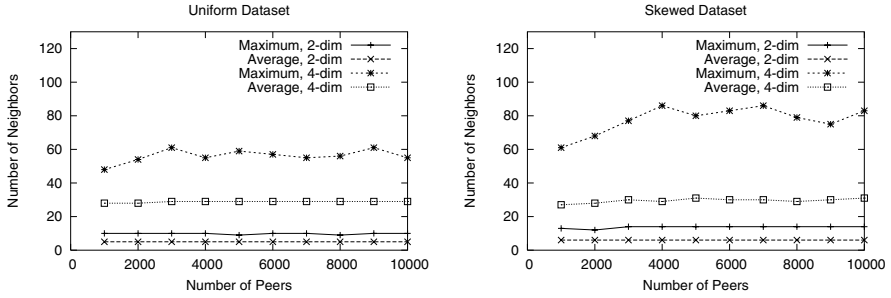 Uniform Dataset
Number of Neighbors
120
100
80
60
40
20
0
Maximum, 2-dim
Average, 2-dim
Maximum, 4-dim
Average, 4-dim
0 2000 4000 6000 8000 10000
Number of Peers
Skewed Dataset
Number of Neighbors
120
100
80
60
40
20
0
Maximum, 2-dim
Average, 2-dim
Maximum, 4-dim
Average, 4-dim
0 2000 4000 6000 8000 10000
Number of Peers